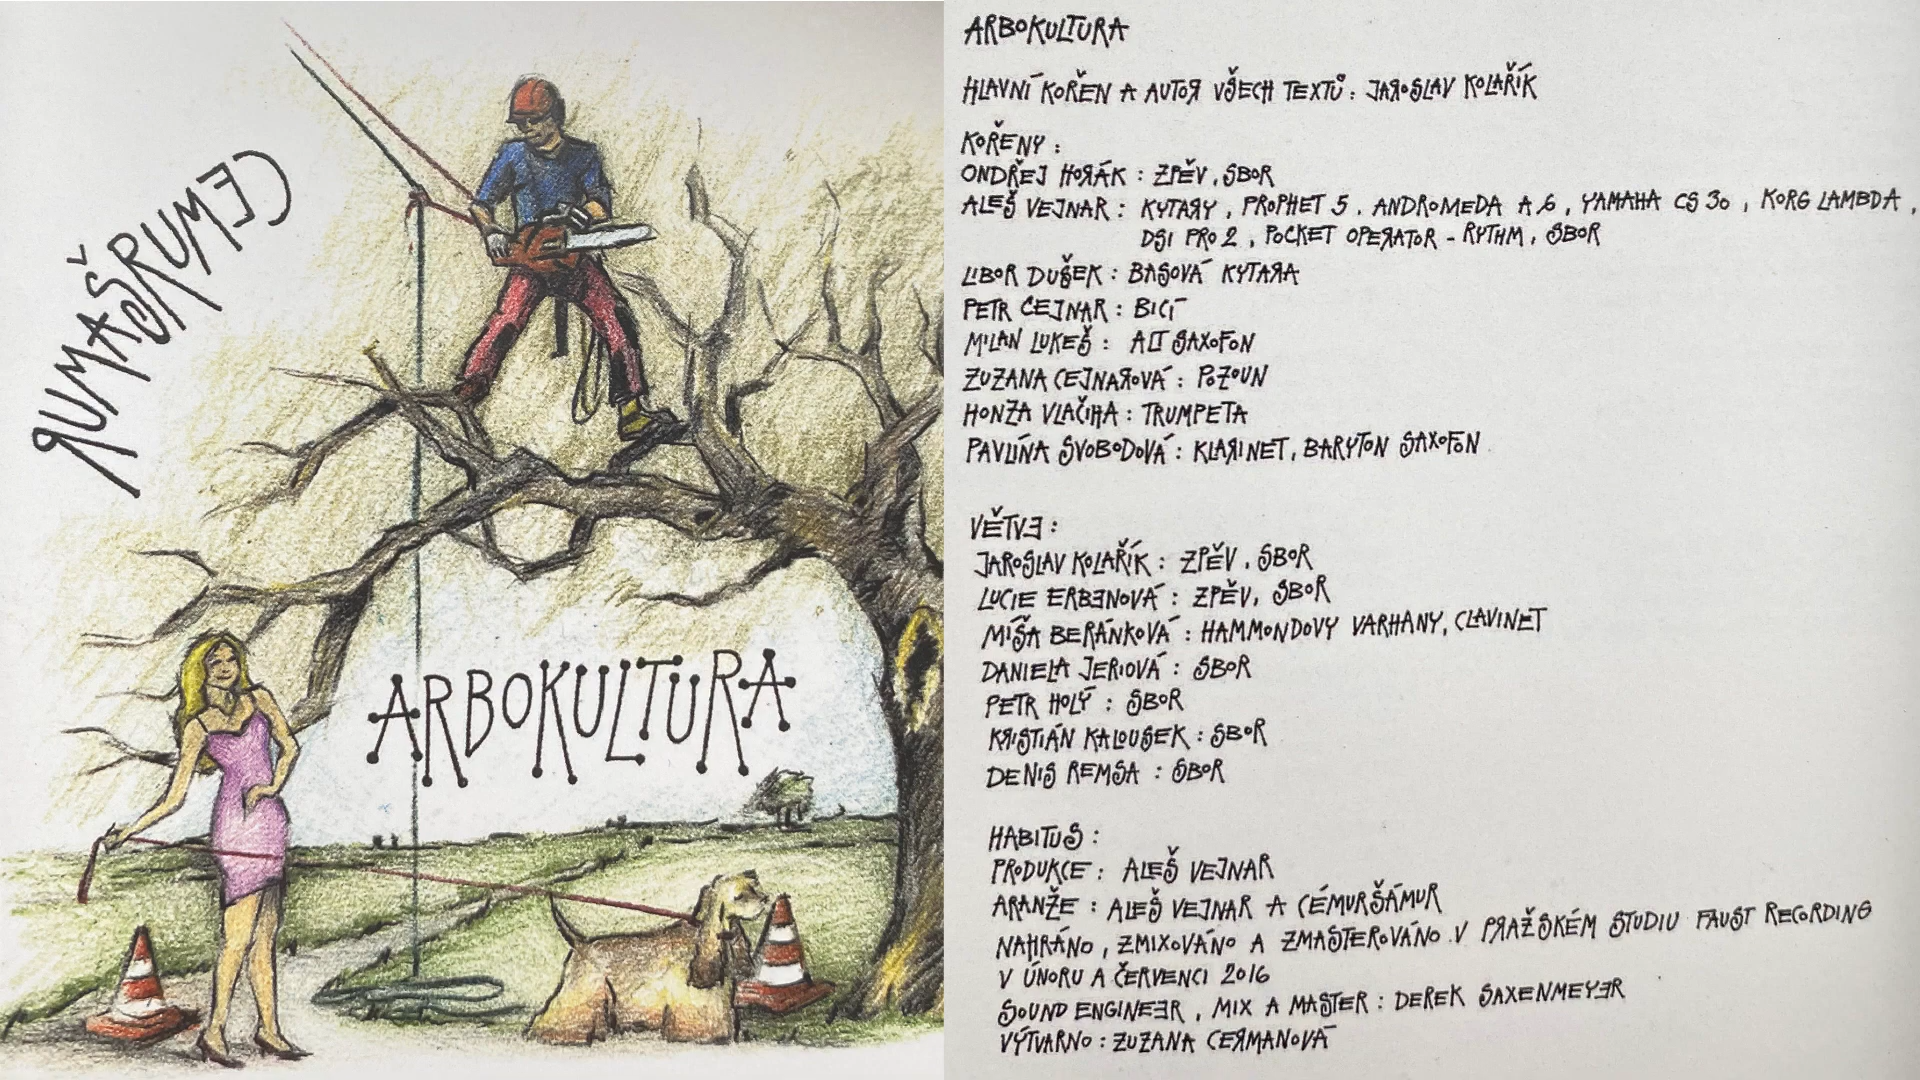 CEMURŠAMUR
ARBOKULTURA
ARBOKULTURA
HLAVNÍ KOŘEN A AUTOR VŠECH TEXTŮ : JAROSLAV KOLAŘÍK
KOŘENY :
ONDŘEJ HORÁK : ZPĚV, SBOR
ALEŠ VEJNAR : KYTARY, PROPHET 5, ANDROMEDA A6, YAMAHA CS 30, KORG LAMBDA,
DSI PRO 2, POCKET OPERATOR - RYTHM, SBOR
LIBOR DUŠEK : BASOVÁ KYTARA
PETR CEJNAR : BICÍ
MILAN LUKEŠ : ALT SAXOFON
ZUZANA CEJNAROVÁ : POZOUN
HONZA VLAČIHA : TRUMPETA
PAVLÍNA SVOBODOVÁ : KLARINET, BARYTON SAXOFON
VĚTVE :
JAROSLAV KOLAŘÍK : ZPĚV, SBOR
LUCIE ERBENOVÁ : ZPĚV, SBOR
MÍŠA BERÁNKOVÁ : HAMMONDOVY VARHANY, CLAVINET
DANIELA JERIOVÁ : SBOR
PETR HOLÝ : SBOR
KRISTIÁN KALOUSEK : SBOR
DENIS REMSA : SBOR
HABITUS :
PRODUKCE : ALEŠ VEJNAR
ARANŽE : ALEŠ VEJNAR A CÉMURŠÁMUR
NAHRÁNO, ZMIXOVÁNO A ZMASTEROVÁNO V PRAŽSKÉM STUDIU FAUST RECORDING
V ÚNORU A ČERVENCI 2016
SOUND ENGINEER, MIX A MASTER : DEREK SAXENMEYER
VÝTVARNO : ZUZANA CERMANOVÁ